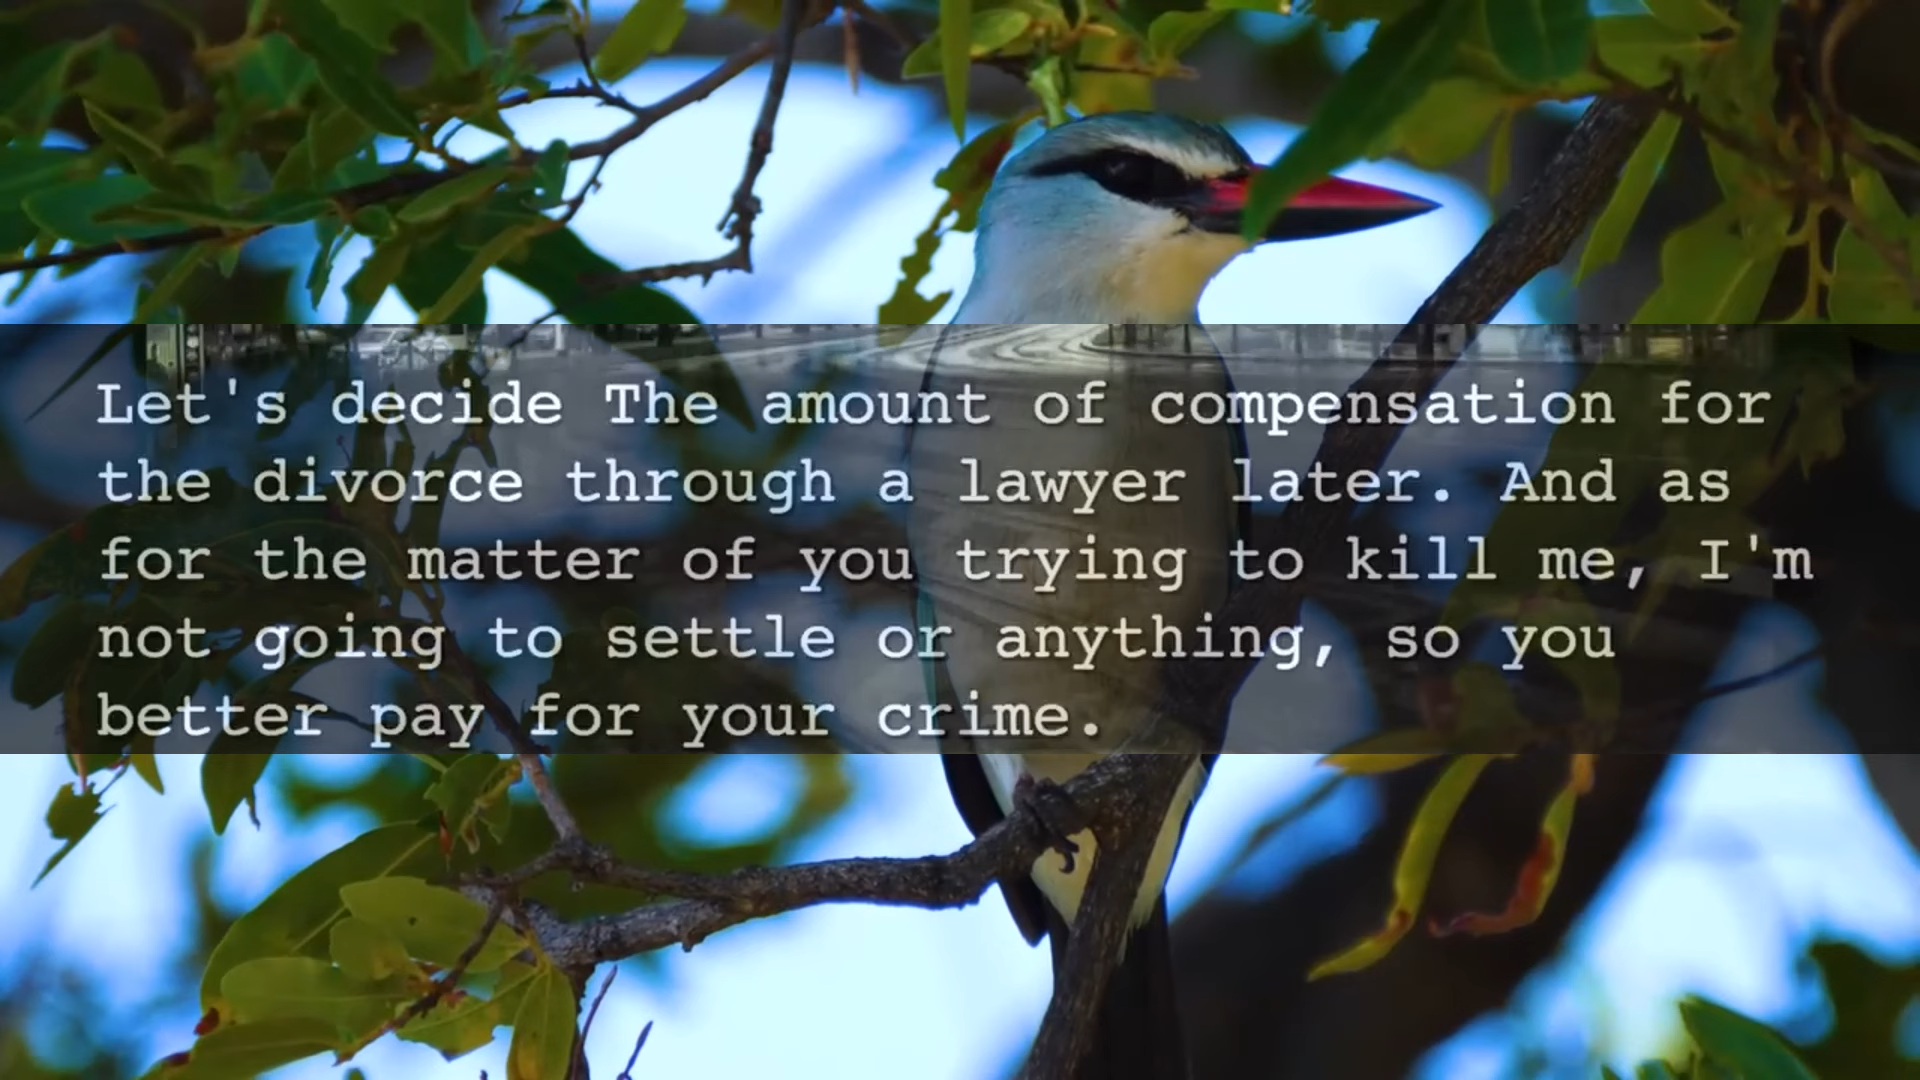 Let's decide The amount of compensation for
the divorce through a lawyer later. And as
for the matter of you trying to kill me, I'm
not going to settle or anything, so you
better pay for your crime.